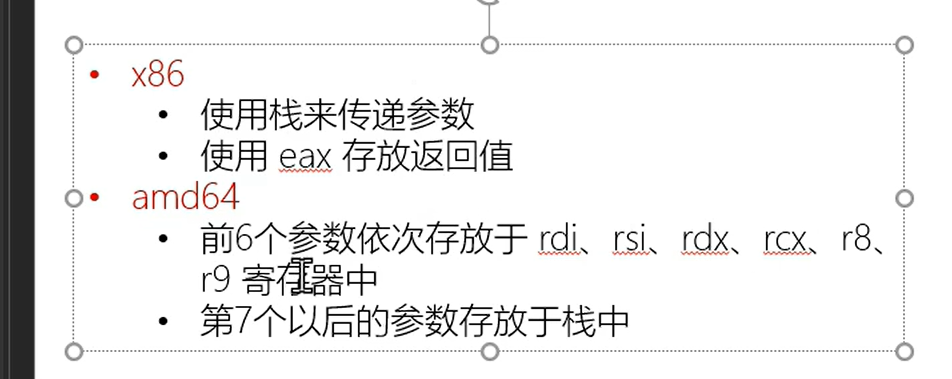 • x86
• 使用栈来传递参数
• 使用 eax 存放返回值
• amd64
• 前6个参数依次存放于 rdi、rsi、rdx、rcx、r8、
r9 寄存器中
• 第7个以后的参数存放于栈中